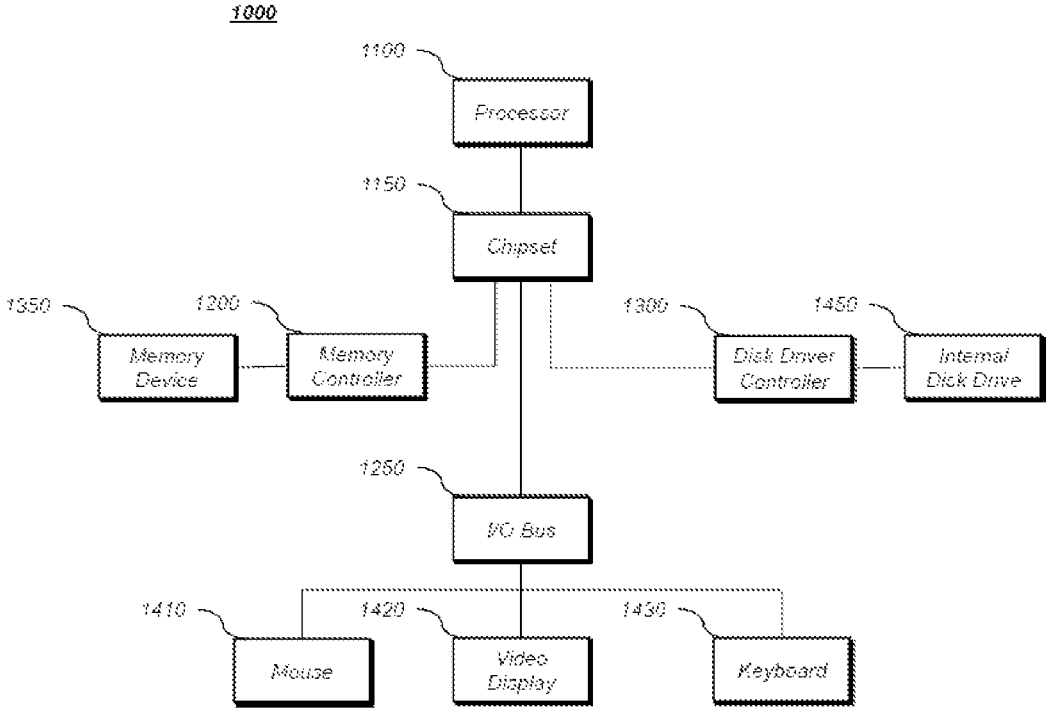 1000
1100
Processor
1150
Chipset
1350
1200
1300
1450
Memory
Device
Memory
Controller
Disk Driver
Controller
Internal
Disk Drive
1250
I/O Bus
1410
1420
1430
Mouse
Video
Display
Keyboard